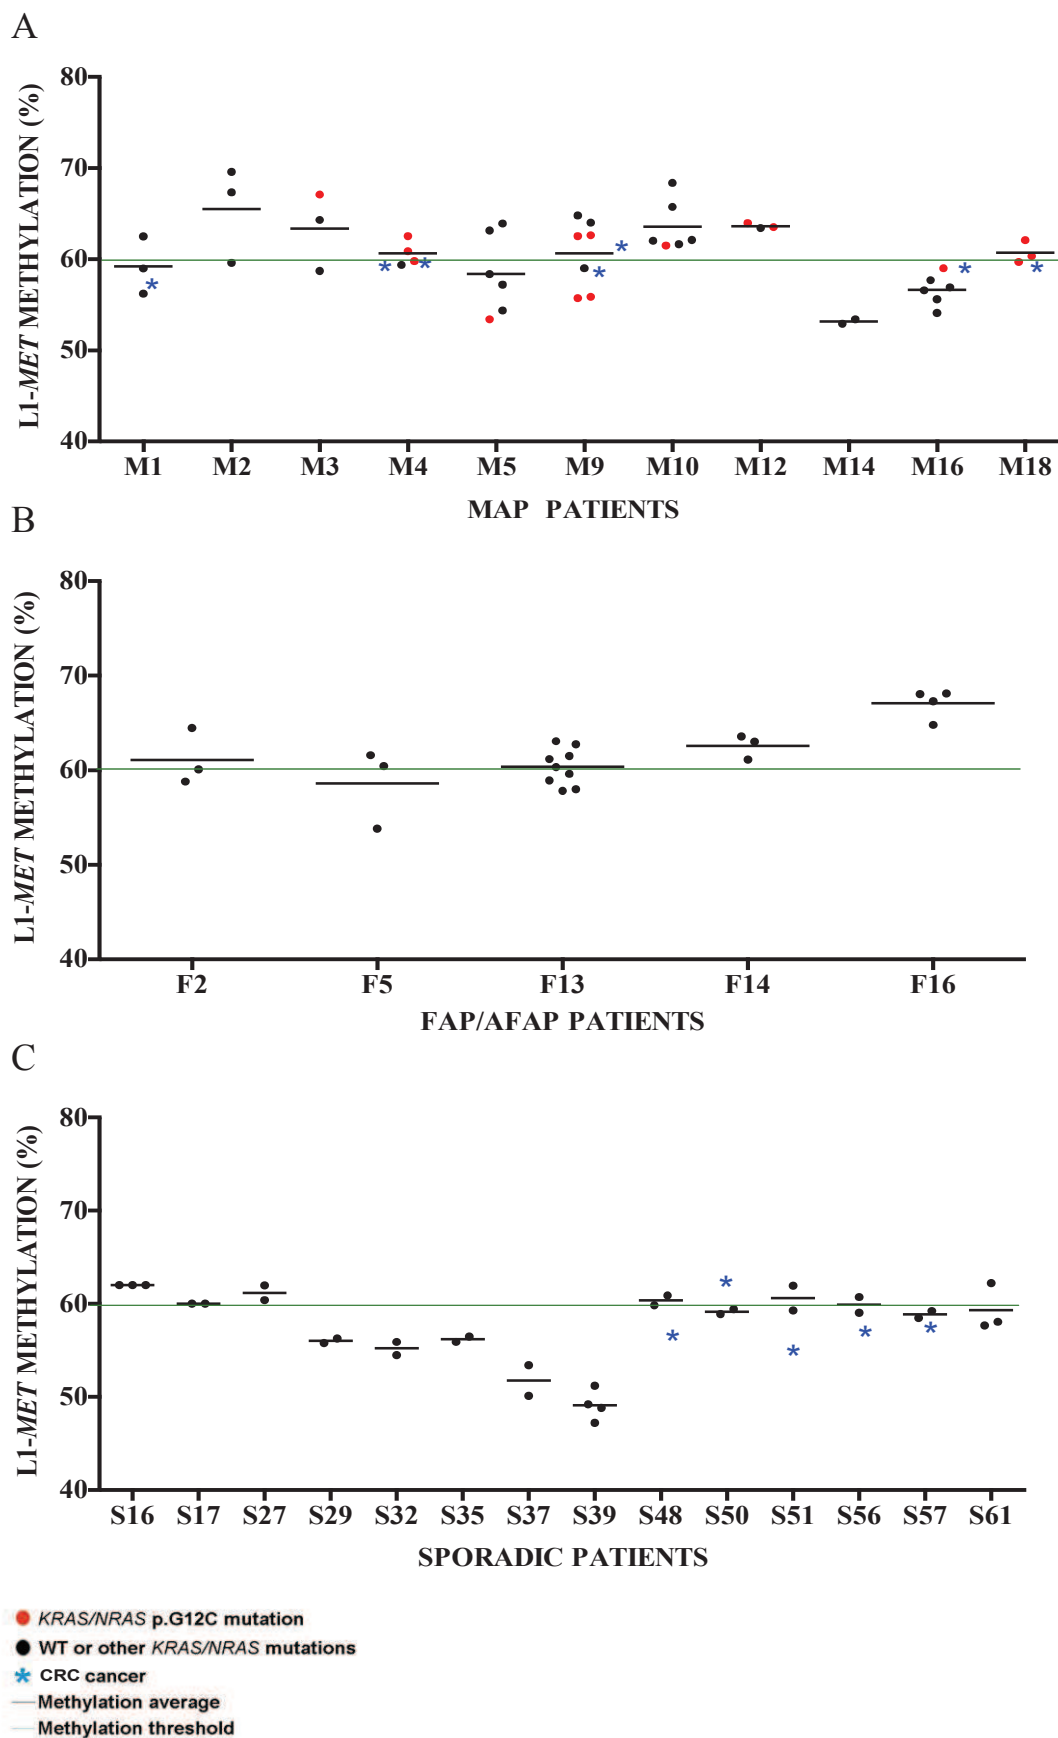 A
L1-MET METHYLATION (%)
80
70
60
50
40
M1 M2 M3 M4 M5 M9 M10 M12 M14 M16 M18
MAP PATIENTS
B
L1-MET METHYLATION (%)
80
70
60
50
40
F2 F5 F13 F14 F16
FAP/AFAP PATIENTS
C
L1-MET METHYLATION (%)
80
70
60
50
40
S16 S17 S27 S29 S32 S35 S37 S39 S48 S50 S51 S56 S57 S61
SPORADIC PATIENTS
KRAS/NRAS p.G12C mutation
WT or other KRAS/NRAS mutations
CRC cancer
Methylation average
Methylation threshold